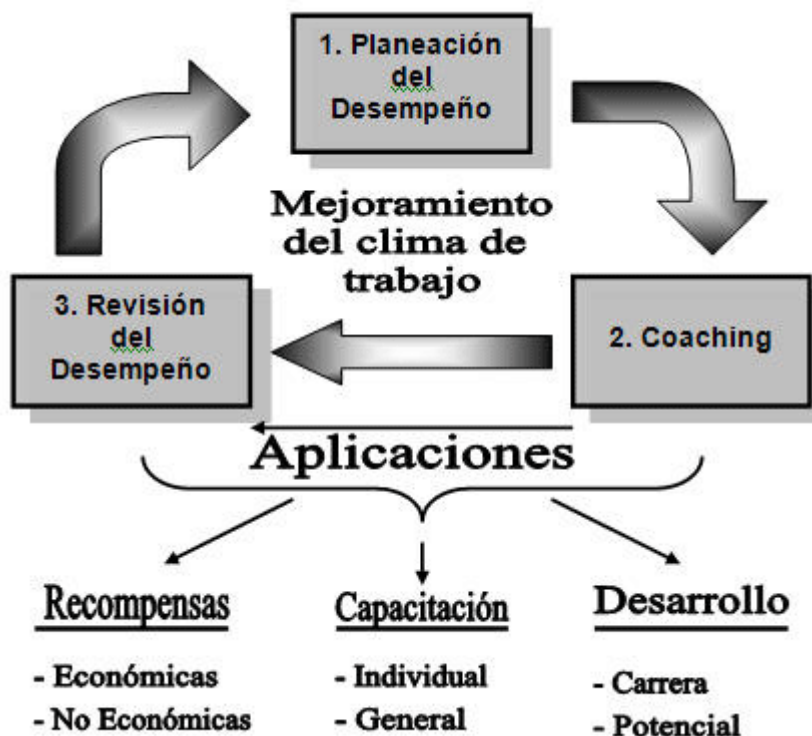 1. Planeación
del
Desempeño
Mejoramiento
del clima de
trabajo
3. Revisión
del
Desempeño
2. Coaching
Aplicaciones
Recompensas
- Económicas
- No Económicas
Capacitación
- Individual
- General
Desarrollo
- Carrera
- Potencial